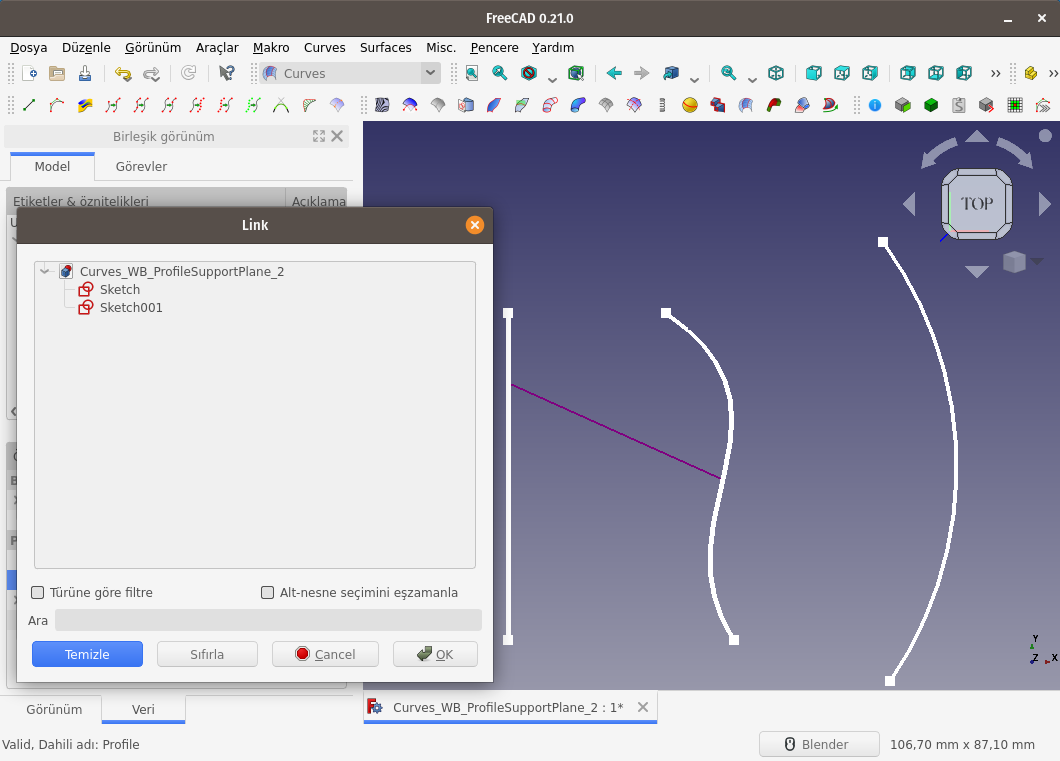 FreeCAD 0.21.0
Dosya Düzenle Görünüm Araçlar Makro Curves Surfaces Misc. Pencere Yardım
Curves
Birleşik görünüm
Model Görevler
Etiketler & öznitelikleri Açıklama
TOP
Link
Curves_WB_ProfileSupportPlane_2
Sketch
Sketch001
Türüne göre filtre Alt-nesne seçimini eşzamanla
Ara
Temizle Sıfırla Cancel OK
Y
Z X
Görünüm Veri
Curves_WB_ProfileSupportPlane_2 : 1*
Valid, Dahili adı: Profile
Blender 106,70 mm x 87,10 mm